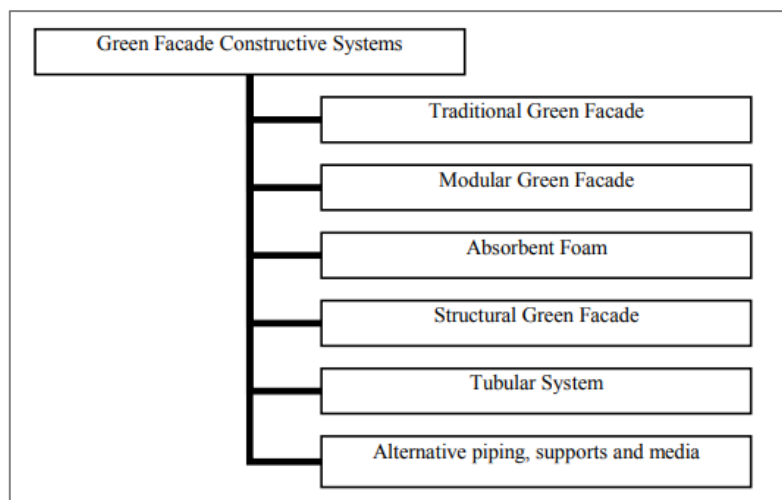 Green Facade Constructive Systems
Traditional Green Facade
Modular Green Facade
Absorbent Foam
Structural Green Facade
Tubular System
Alternative piping, supports and media